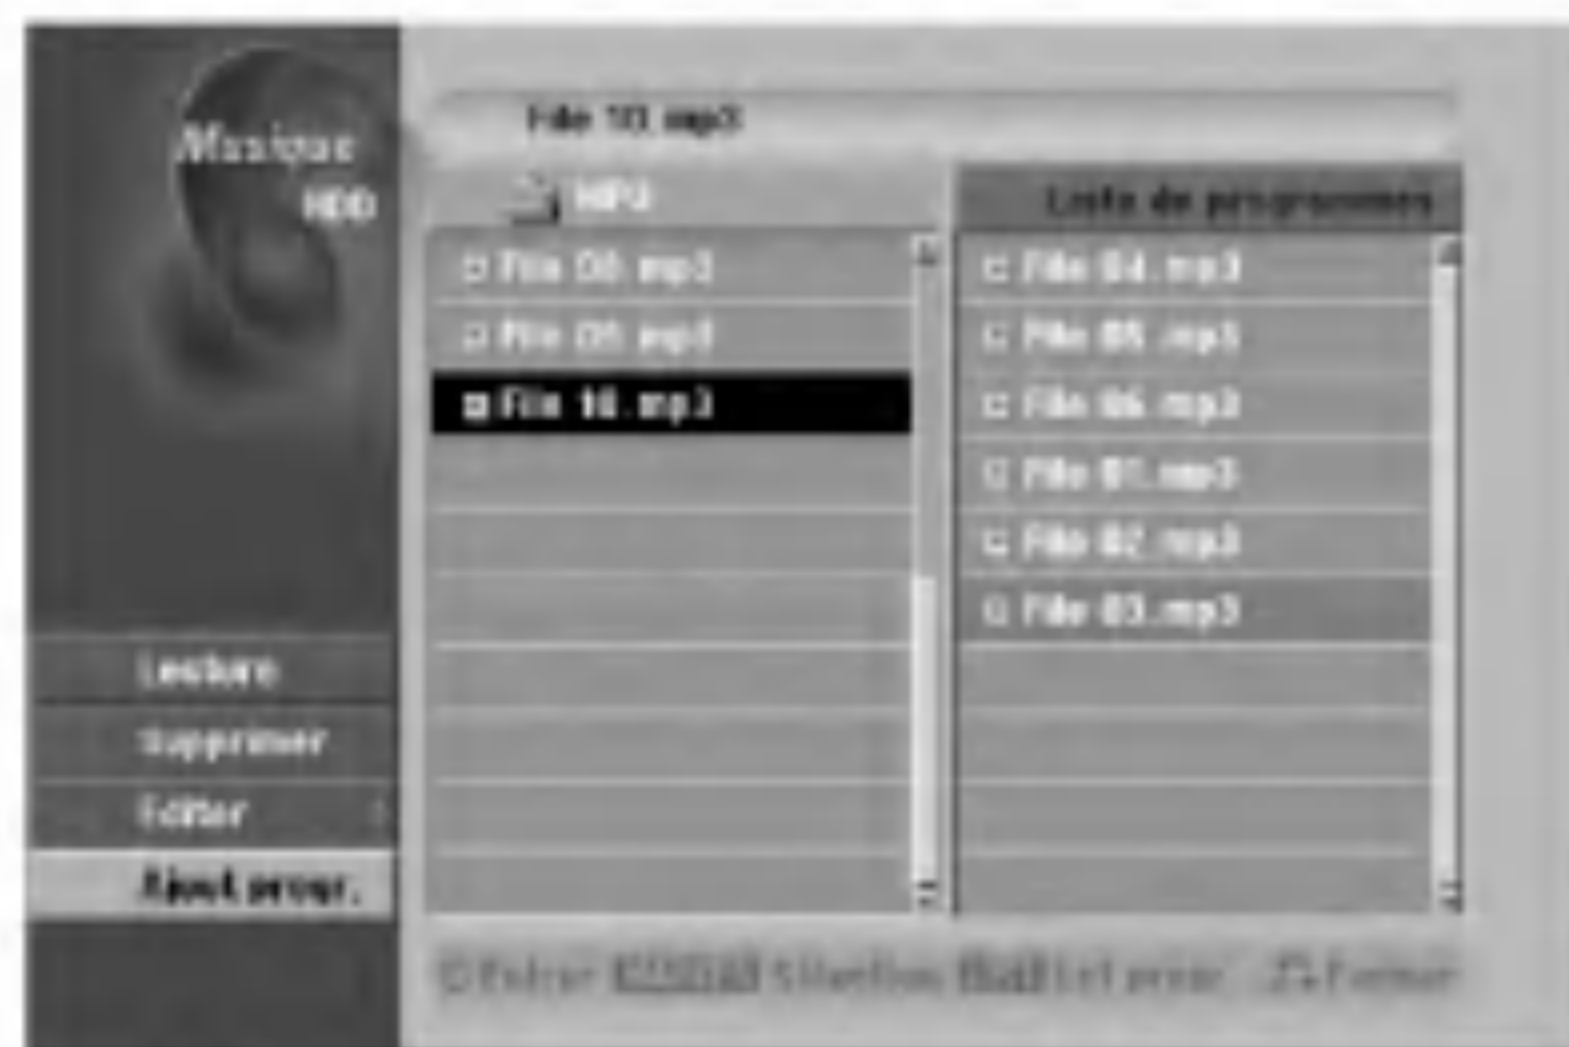 Musique
HDD
File 10.mp3
MP3
Liste de programmes
File .mp3
File .mp3
File 10.mp3
File 04.mp3
File 05.mp3
File 06.mp3
File 01.mp3
File 02.mp3
File 03.mp3
Lecture
Supprimer
Editer
Ajout progr.
Fermer